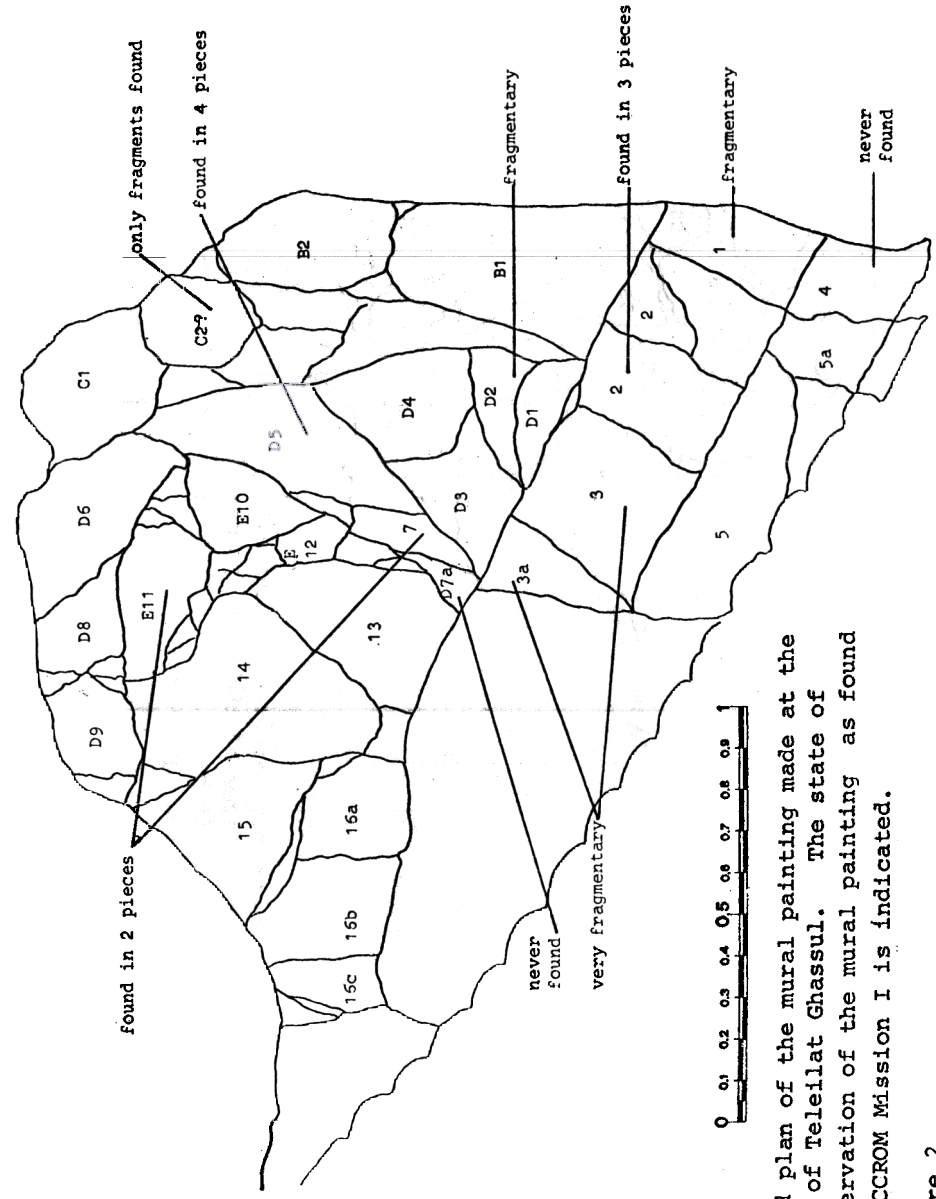 only fragments found
found in 4 pieces
fragmentary
found in 3 pieces
fragmentary
never
found
C1
C2-?
B2
B1
1
4
5a
2
2
D5
D4
D2
D1
D6
E10
D3
3
5
E
12
7
D7a
3a
E11
D8
13
14
D9
15
16a
16b
16c
found in 2 pieces
never
found
very fragmentary
0 0.1 0.2 0.3 0.4 0.5 0.6 0.7 0.8 0.9 1
plan of the mural painting made at the
of Teleilat Ghassul. The state of
ervation of the mural painting as found
CCROM Mission I is indicated.
re 2